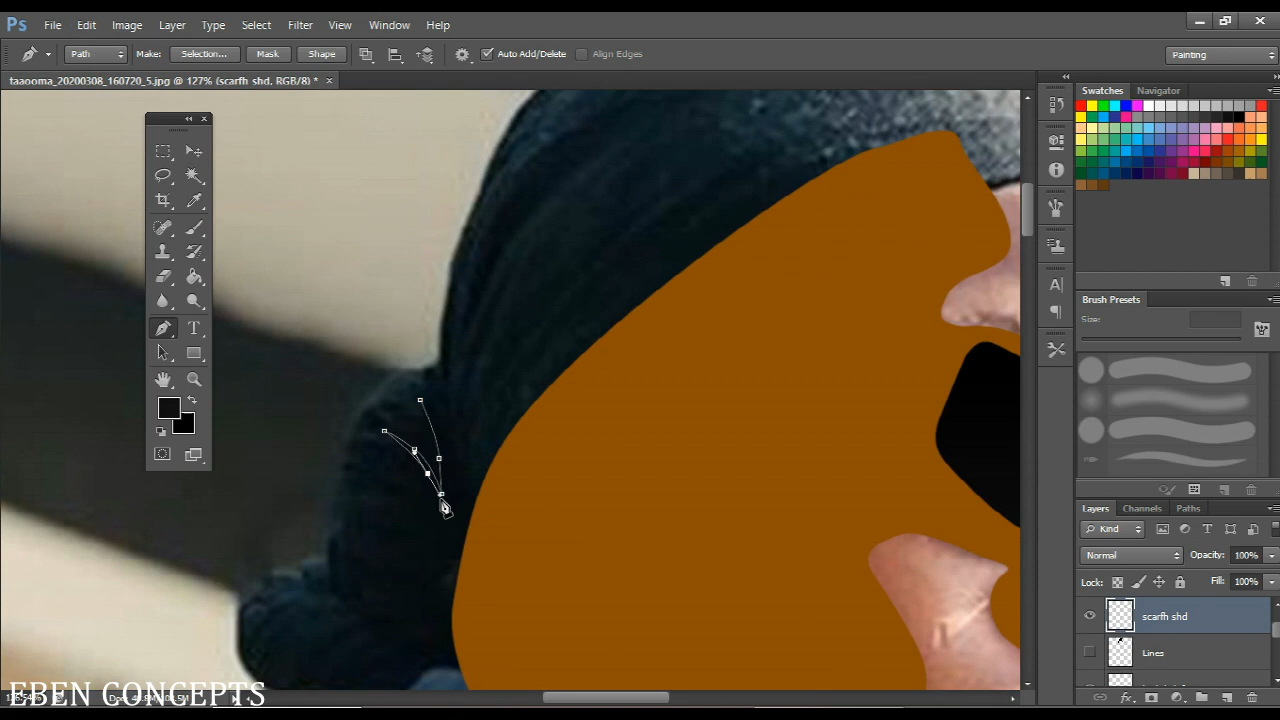 Ps File Edit Image Layer Type Select Filter View Window Help
Path Make: Selection... Mask Shape Auto Add/Delete Align Edges Painting
taaooma_20200308_160720_5.jpg @ 127% (scarfh shd, RGB/8) * ×
Swatches Navigator
Brush Presets
Size:
Layers Channels Paths
Kind
Normal Opacity: 100%
Lock: Fill: 100%
scarfh shd
Lines
EBEN CONCEPTS